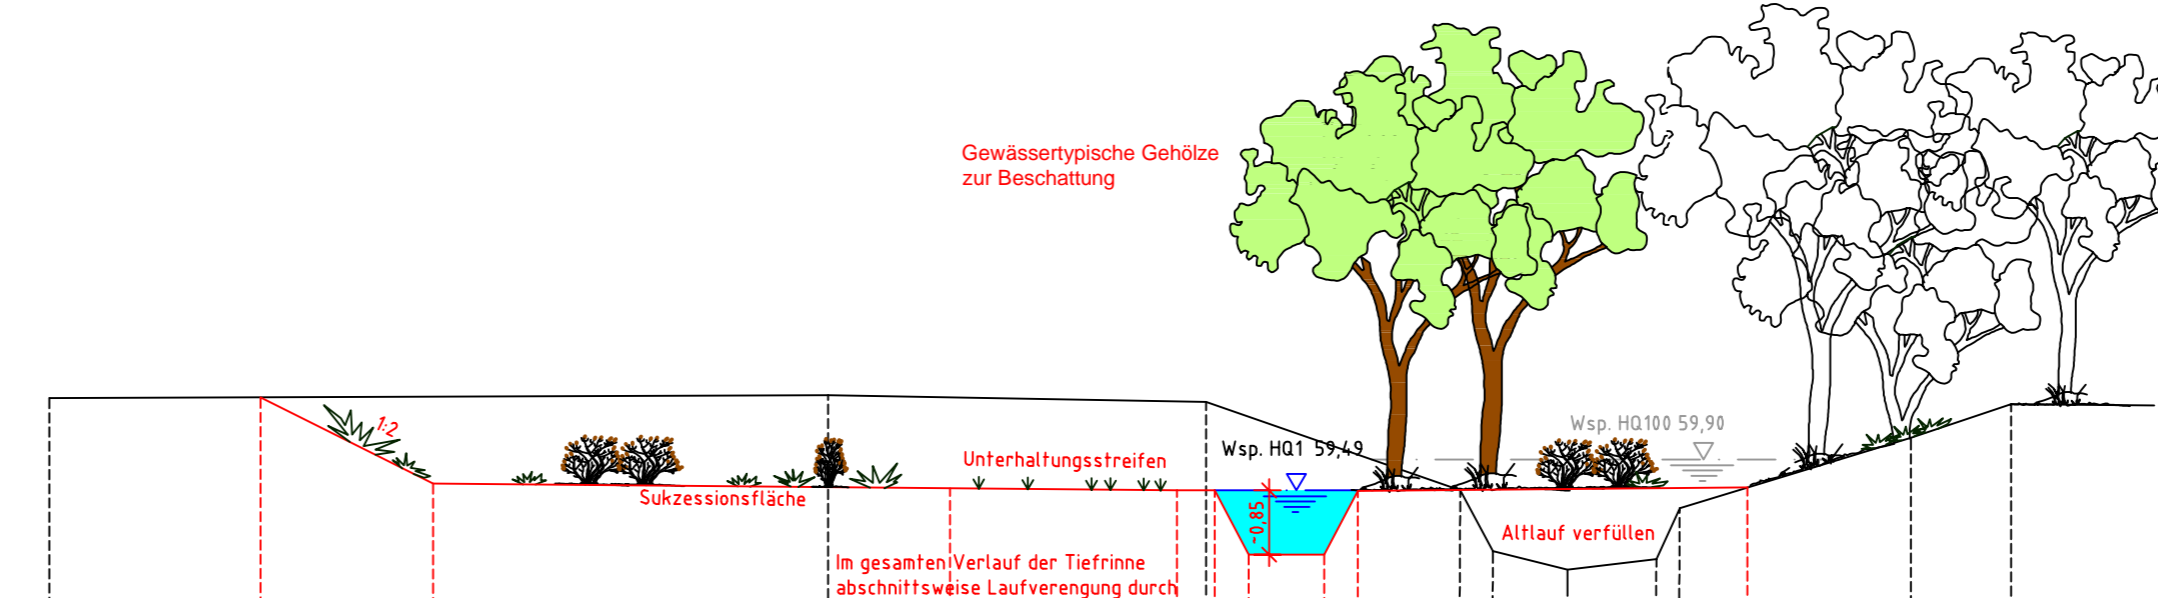 Gewässertypische Gehölze
zur Beschattung
1:2
Wsp. HQ100 59,90
Wsp. HQ1 59,49
Unterhaltungsstreifen
Sukzessionsfläche
~0,85
Altlauf verfüllen
Im gesamten Verlauf der Tiefrinne
abschnittsweise Laufverengung durch